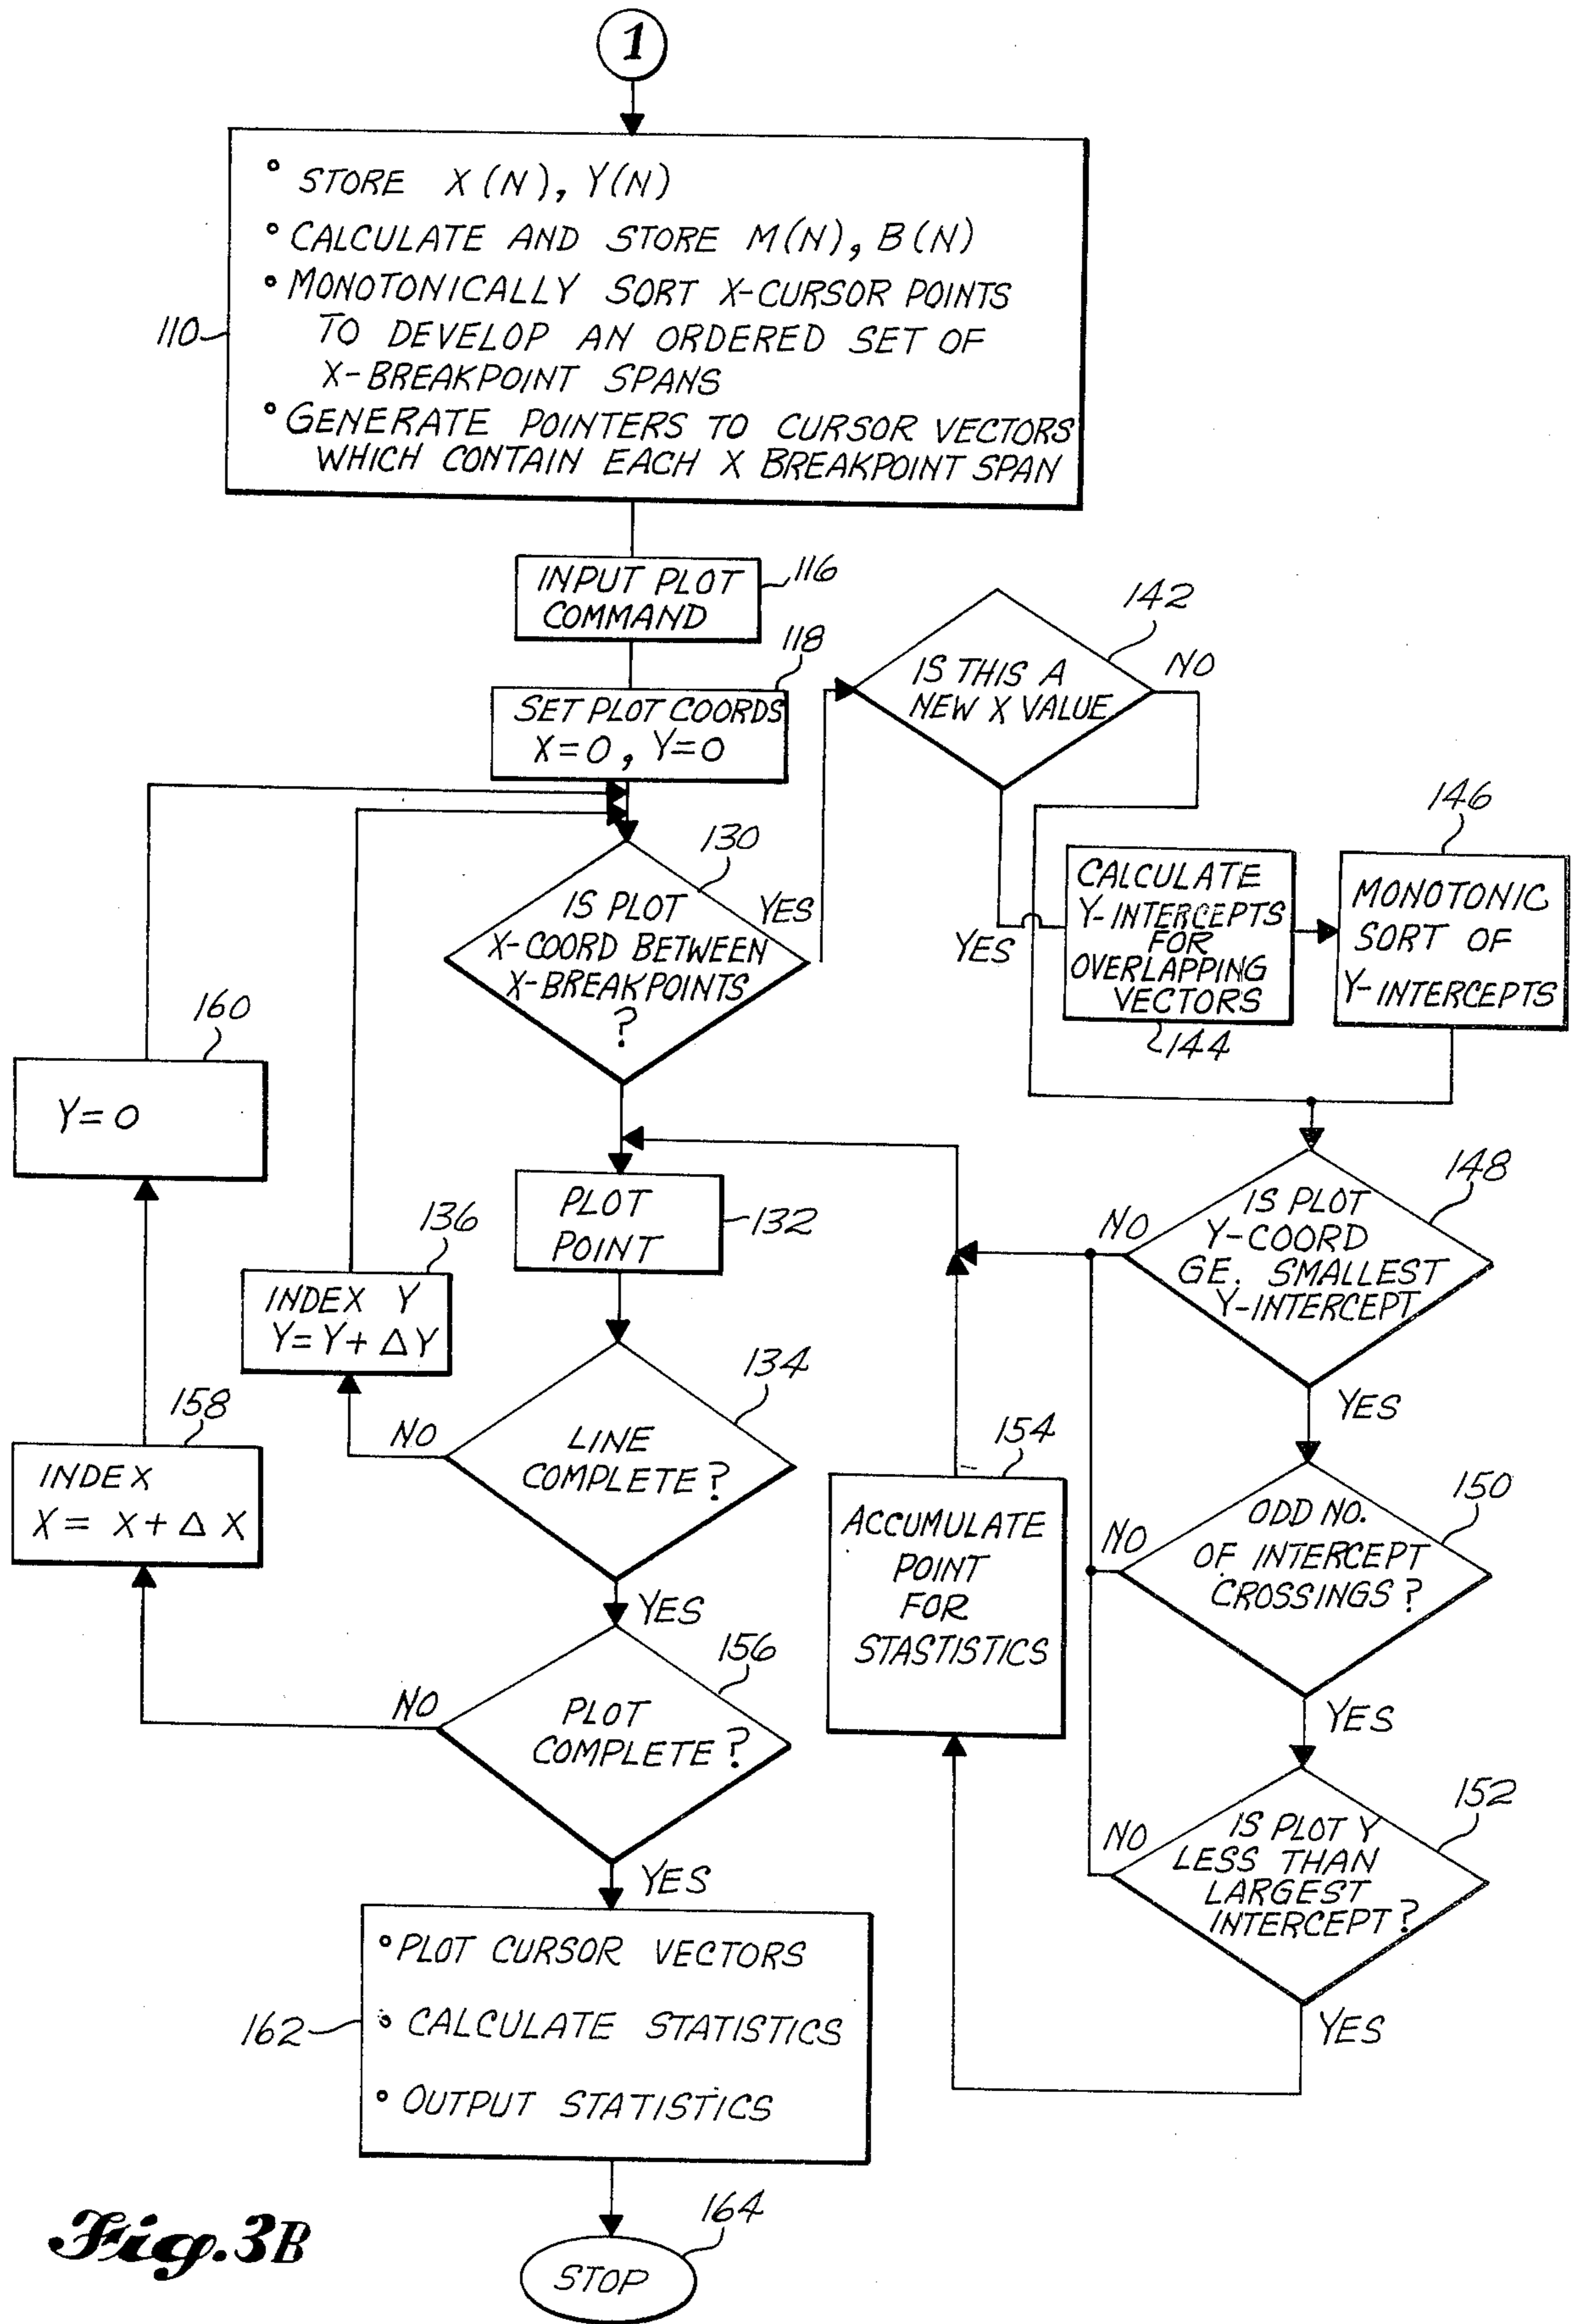 1
° STORE X(N), Y(N)
° CALCULATE AND STORE M(N), B(N)
° MONOTONICALLY SORT X-CURSOR POINTS
TO DEVELOP AN ORDERED SET OF
X-BREAKPOINT SPANS
° GENERATE POINTERS TO CURSOR VECTORS
WHICH CONTAIN EACH X BREAKPOINT SPAN
110
INPUT PLOT
COMMAND
116
SET PLOT COORDS
X=0, Y=0
118
IS PLOT
X-COORD BETWEEN
X-BREAKPOINTS
?
130
YES
IS THIS A
NEW X VALUE
142
NO
YES
CALCULATE
Y-INTERCEPTS
FOR
OVERLAPPING
VECTORS
144
MONOTONIC
SORT OF
Y-INTERCEPTS
146
160
Y=0
PLOT
POINT
132
136
INDEX Y
Y=Y+ΔY
IS PLOT
Y-COORD
GE. SMALLEST
Y-INTERCEPT
148
NO
YES
158
INDEX
X= X+ΔX
LINE
COMPLETE?
134
NO
YES
154
ACCUMULATE
POINT
FOR
STASTISTICS
ODD NO.
OF INTERCEPT
CROSSINGS?
150
NO
YES
PLOT
COMPLETE?
156
NO
YES
IS PLOT Y
LESS THAN
LARGEST
INTERCEPT?
152
NO
YES
° PLOT CURSOR VECTORS
° CALCULATE STATISTICS
° OUTPUT STATISTICS
162
STOP
164
Fig. 3B